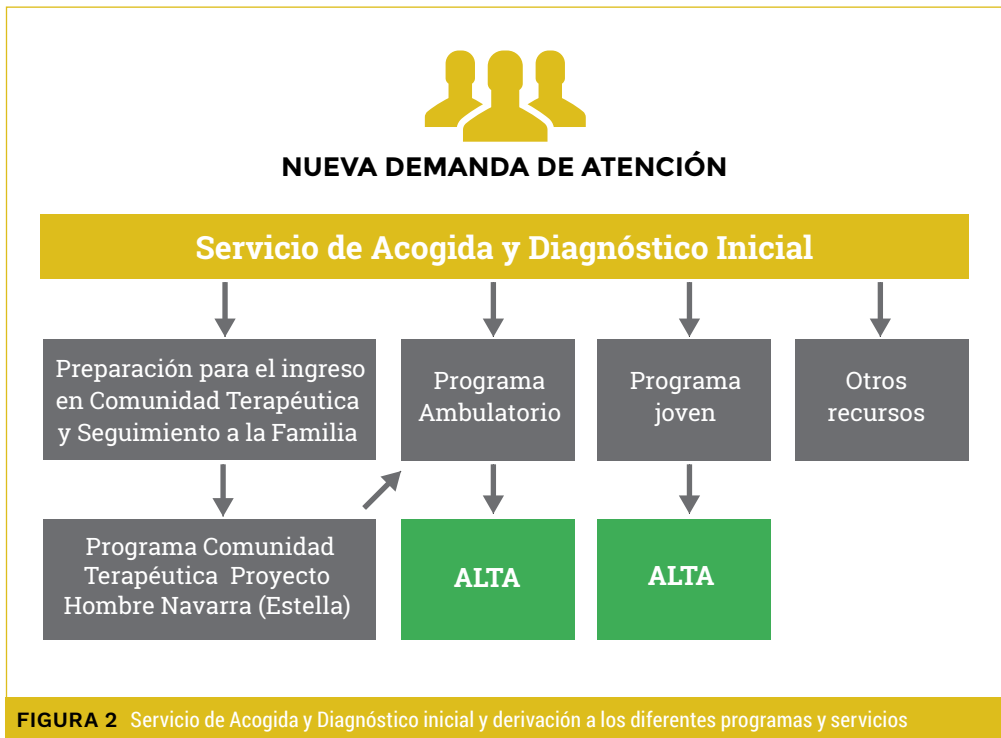 NUEVA DEMANDA DE ATENCIÓN
Servicio de Acogida y Diagnóstico Inicial
Preparación para el ingreso
en Comunidad Terapéutica
y Seguimiento a la Familia
Programa
Ambulatorio
Programa
joven
Otros
recursos
Programa Comunidad
Terapéutica Proyecto
Hombre Navarra (Estella)
ALTA
ALTA
FIGURA 2 Servicio de Acogida y Diagnóstico inicial y derivación a los diferentes programas y servicios